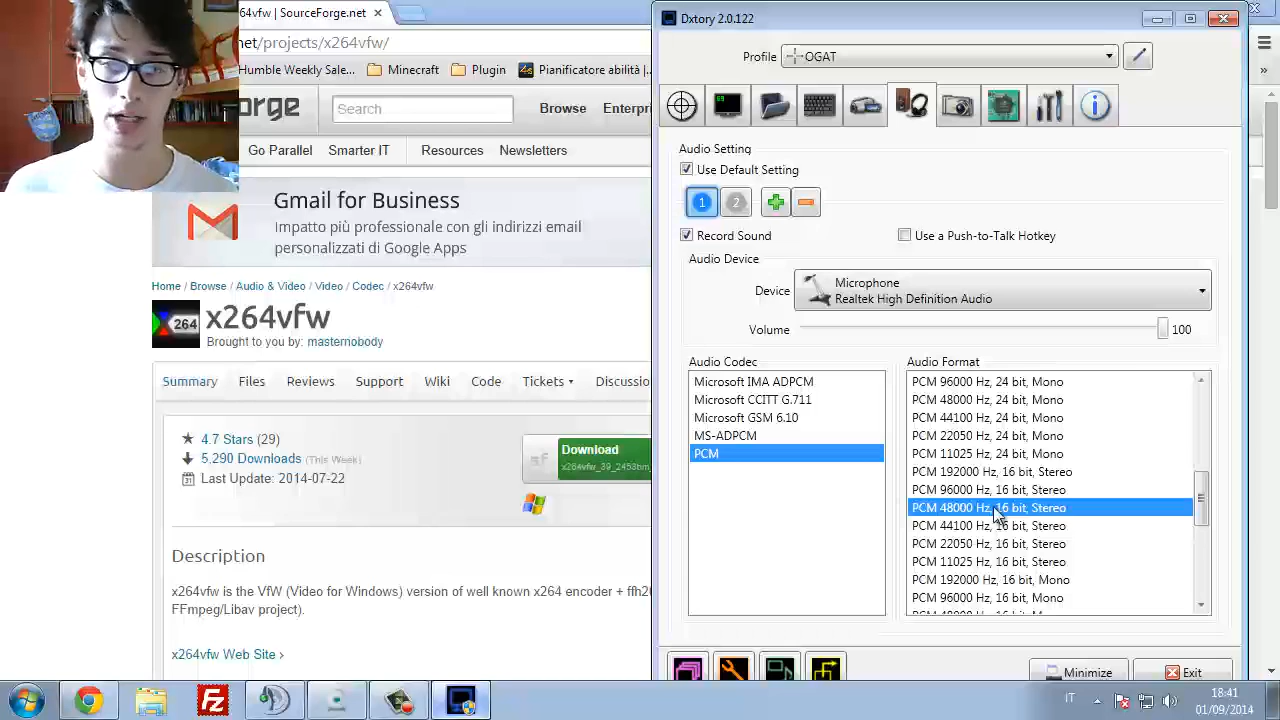 64vfw | SourceForge.net
Dxtory 2.0.122
net/projects/x264vfw/
Humble Weekly Sale...
Minecraft
Plugin
Pianificatore abilità |...
Profile
OGAT
Search
Browse
Go Parallel
Smarter IT
Resources
Newsletters
Audio Setting
Use Default Setting
1
2
Record Sound
Use a Push-to-Talk Hotkey
Gmail for Business
Impatto più professionale con gli indirizzi email
personalizzati di Google Apps
Audio Device
Device
Microphone
Realtek High Definition Audio
Volume
100
Home / Browse / Audio & Video / Video / Codec / x264vfw
264
x264vfw
Brought to you by: masternobody
Summary
Files
Reviews
Support
Wiki
Code
Tickets
4.7 Stars (29)
5,290 Downloads (This Week)
Last Update: 2014-07-22
Download
Description
x264vfw is the VfW (Video for Windows) version of well known x264 encoder +
FFmpeg/Libav project).
x264vfw Web Site ›
Audio Codec
Microsoft IMA ADPCM
Microsoft CCITT G.711
Microsoft GSM 6.10
MS-ADPCM
PCM
Audio Format
PCM 96000 Hz, 24 bit, Mono
PCM 48000 Hz, 24 bit, Mono
PCM 44100 Hz, 24 bit, Mono
PCM 22050 Hz, 24 bit, Mono
PCM 11025 Hz, 24 bit, Mono
PCM 192000 Hz, 16 bit, Stereo
PCM 96000 Hz, 16 bit, Stereo
PCM 48000 Hz, 16 bit, Stereo
PCM 44100 Hz, 16 bit, Stereo
PCM 22050 Hz, 16 bit, Stereo
PCM 11025 Hz, 16 bit, Stereo
PCM 192000 Hz, 16 bit, Mono
PCM 96000 Hz, 16 bit, Mono
Minimize
Exit
IT
18:41
01/09/2014